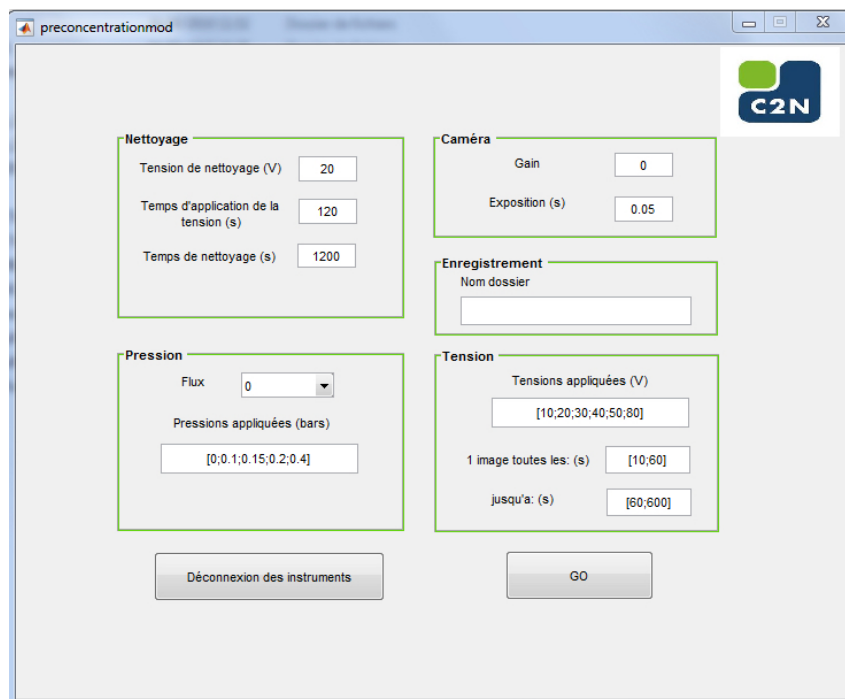 preconcentrationmod
C2N
Nettoyage
Tension de nettoyage (V)
20
Temps d'application de la
tension (s)
120
Temps de nettoyage (s)
1200
Caméra
Gain
0
Exposition (s)
0.05
Enregistrement
Nom dossier
Pression
Flux
0
Pressions appliquées (bars)
[0;0.1;0.15;0.2;0.4]
Tension
Tensions appliquées (V)
[10;20;30;40;50;80]
1 image toutes les: (s)
[10;60]
jusqu'a: (s)
[60;600]
Déconnexion des instruments
GO